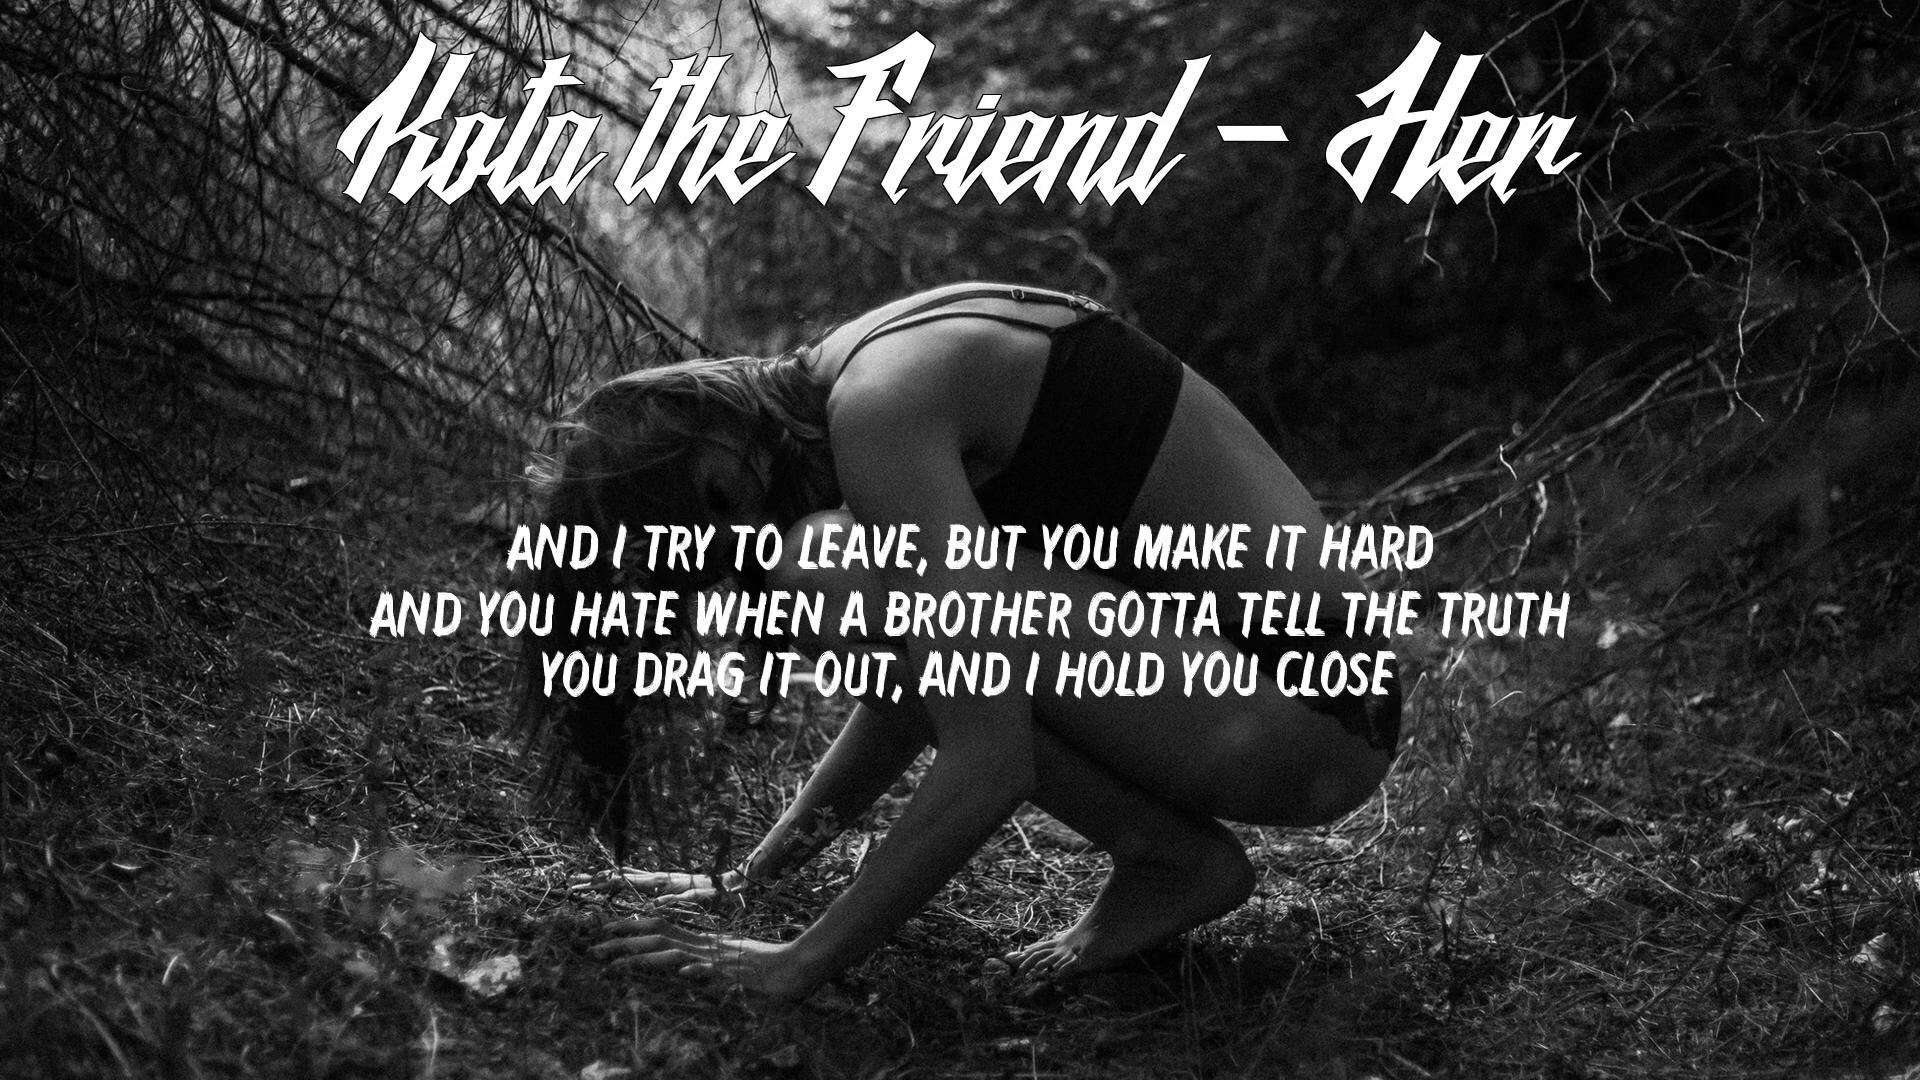 Kota the Friend - Her
AND I TRY TO LEAVE, BUT YOU MAKE IT HARD
AND YOU HATE WHEN A BROTHER GOTTA TELL THE TRUTH
YOU DRAG IT OUT, AND I HOLD YOU CLOSE